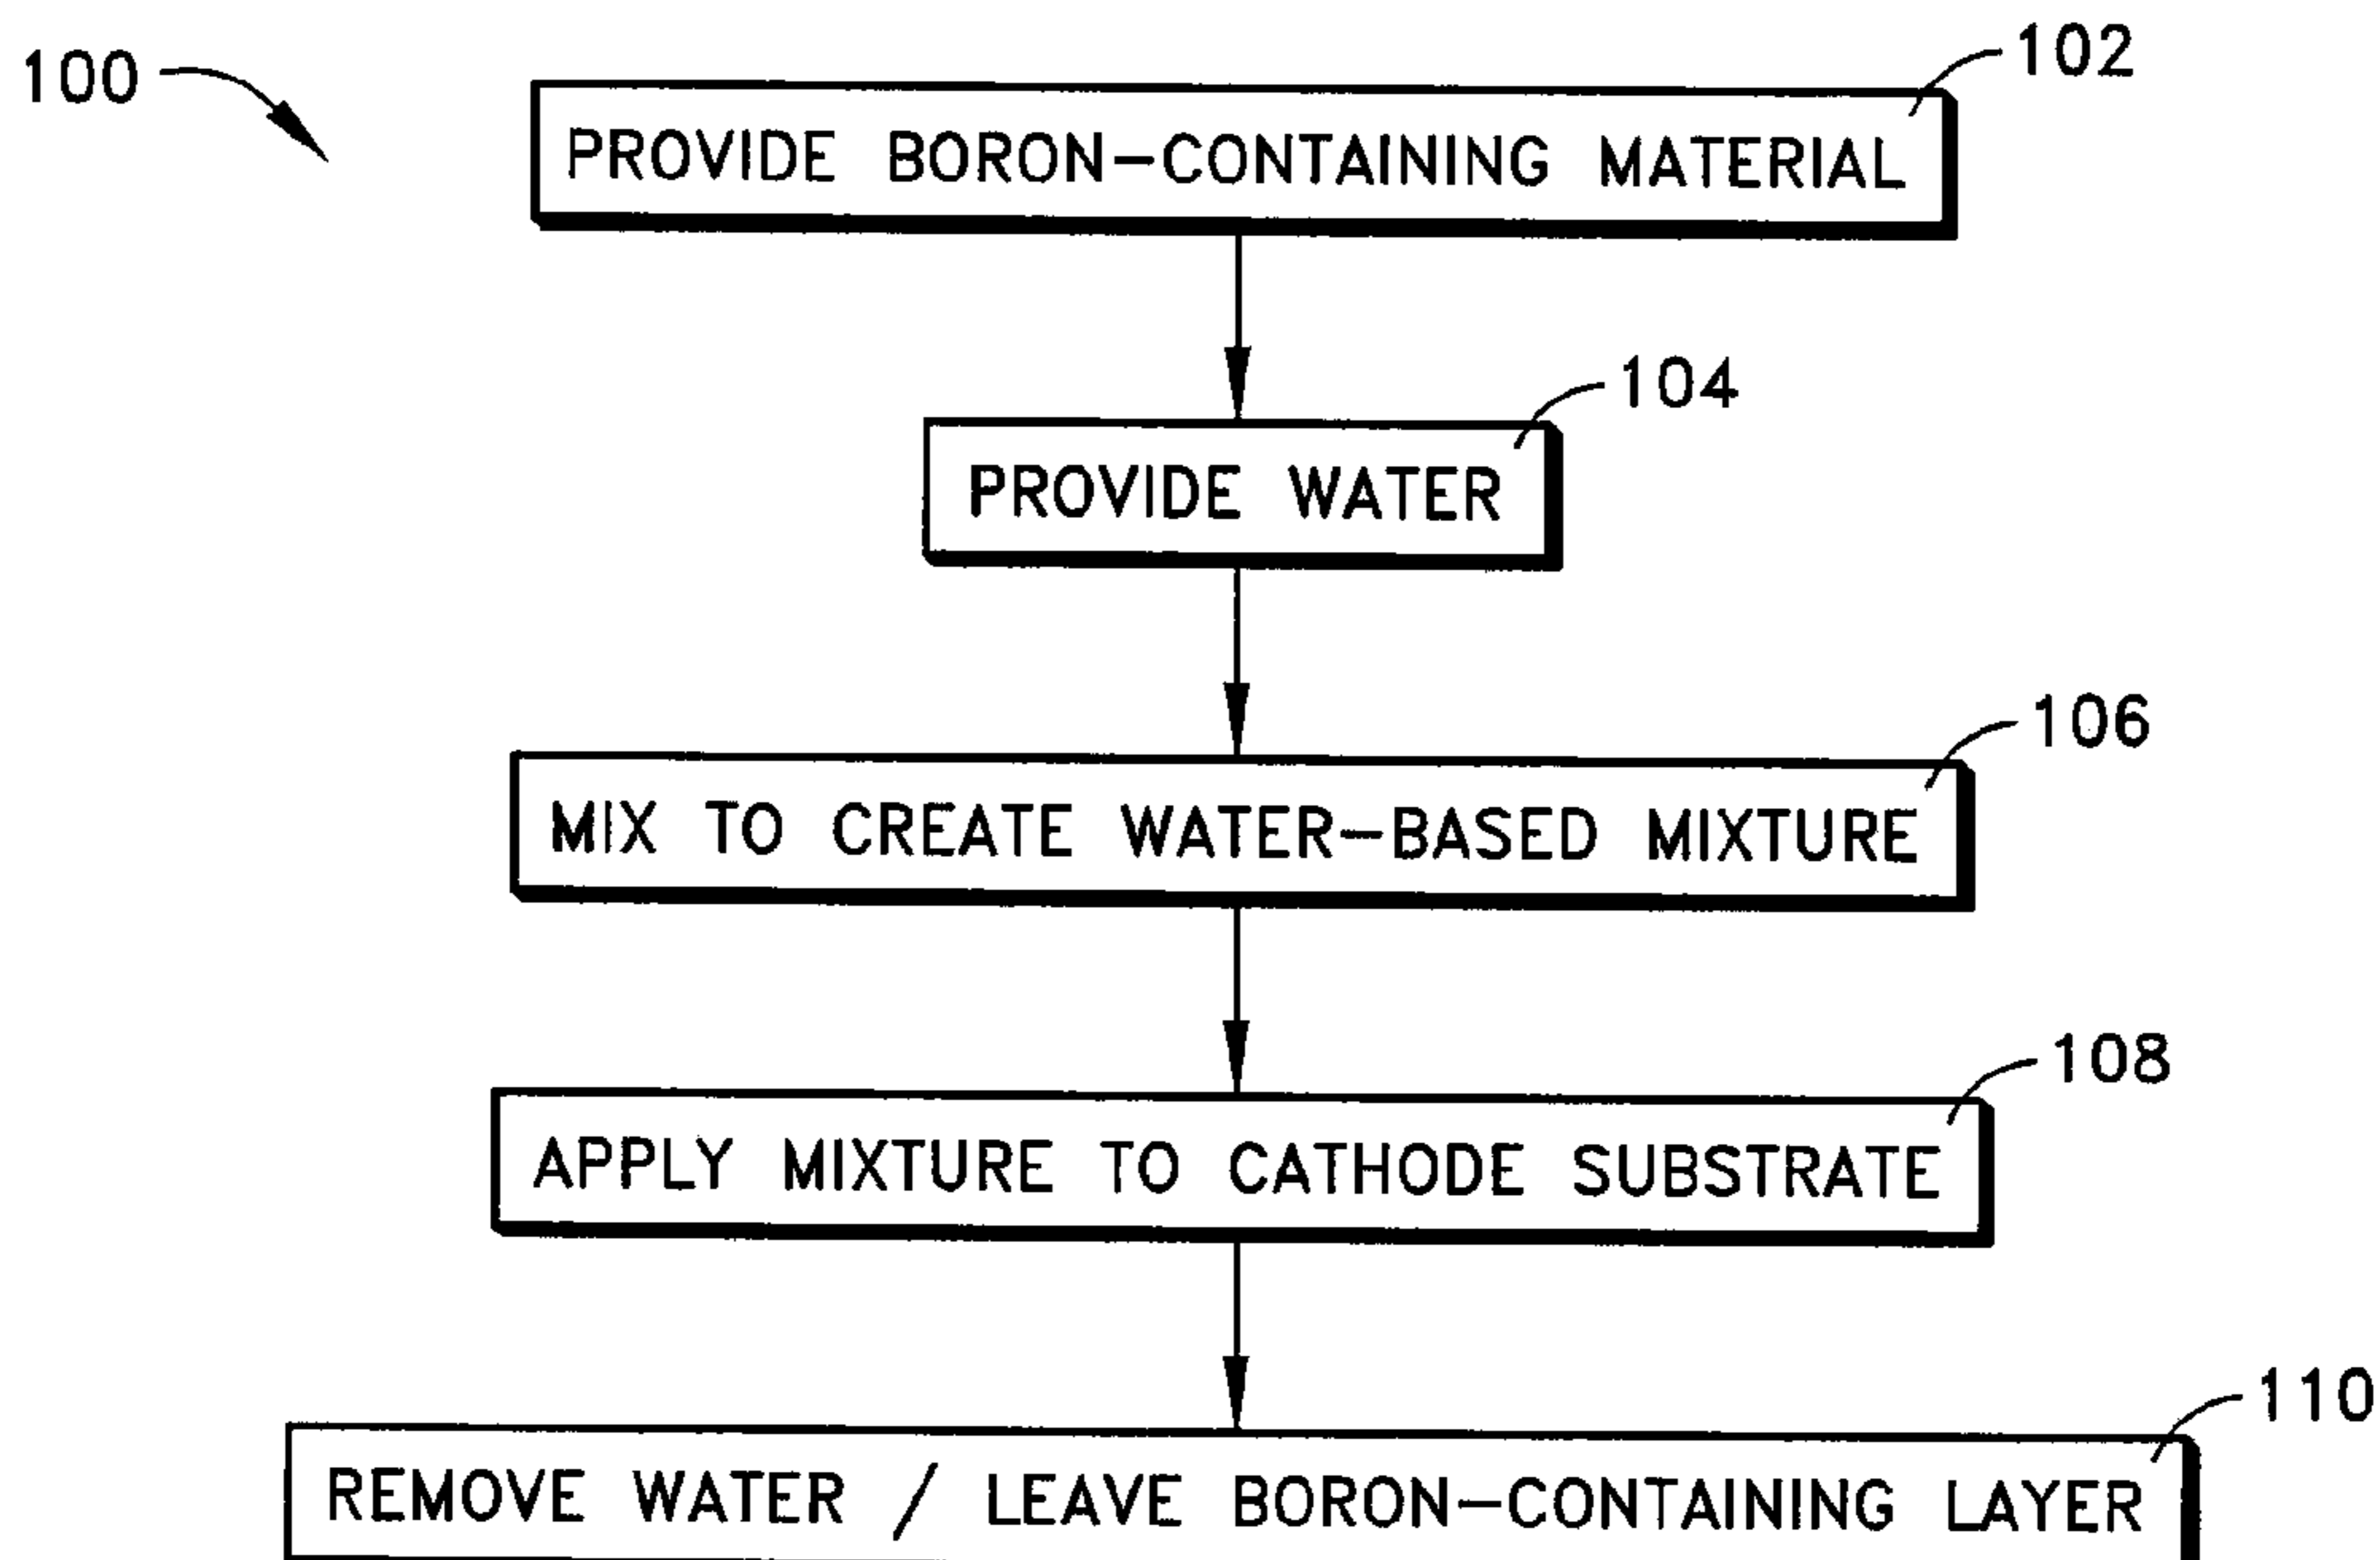 100
102
PROVIDE BORON-CONTAINING MATERIAL
104
PROVIDE WATER
106
MIX TO CREATE WATER-BASED MIXTURE
108
APPLY MIXTURE TO CATHODE SUBSTRATE
110
REMOVE WATER / LEAVE BORON-CONTAINING LAYER